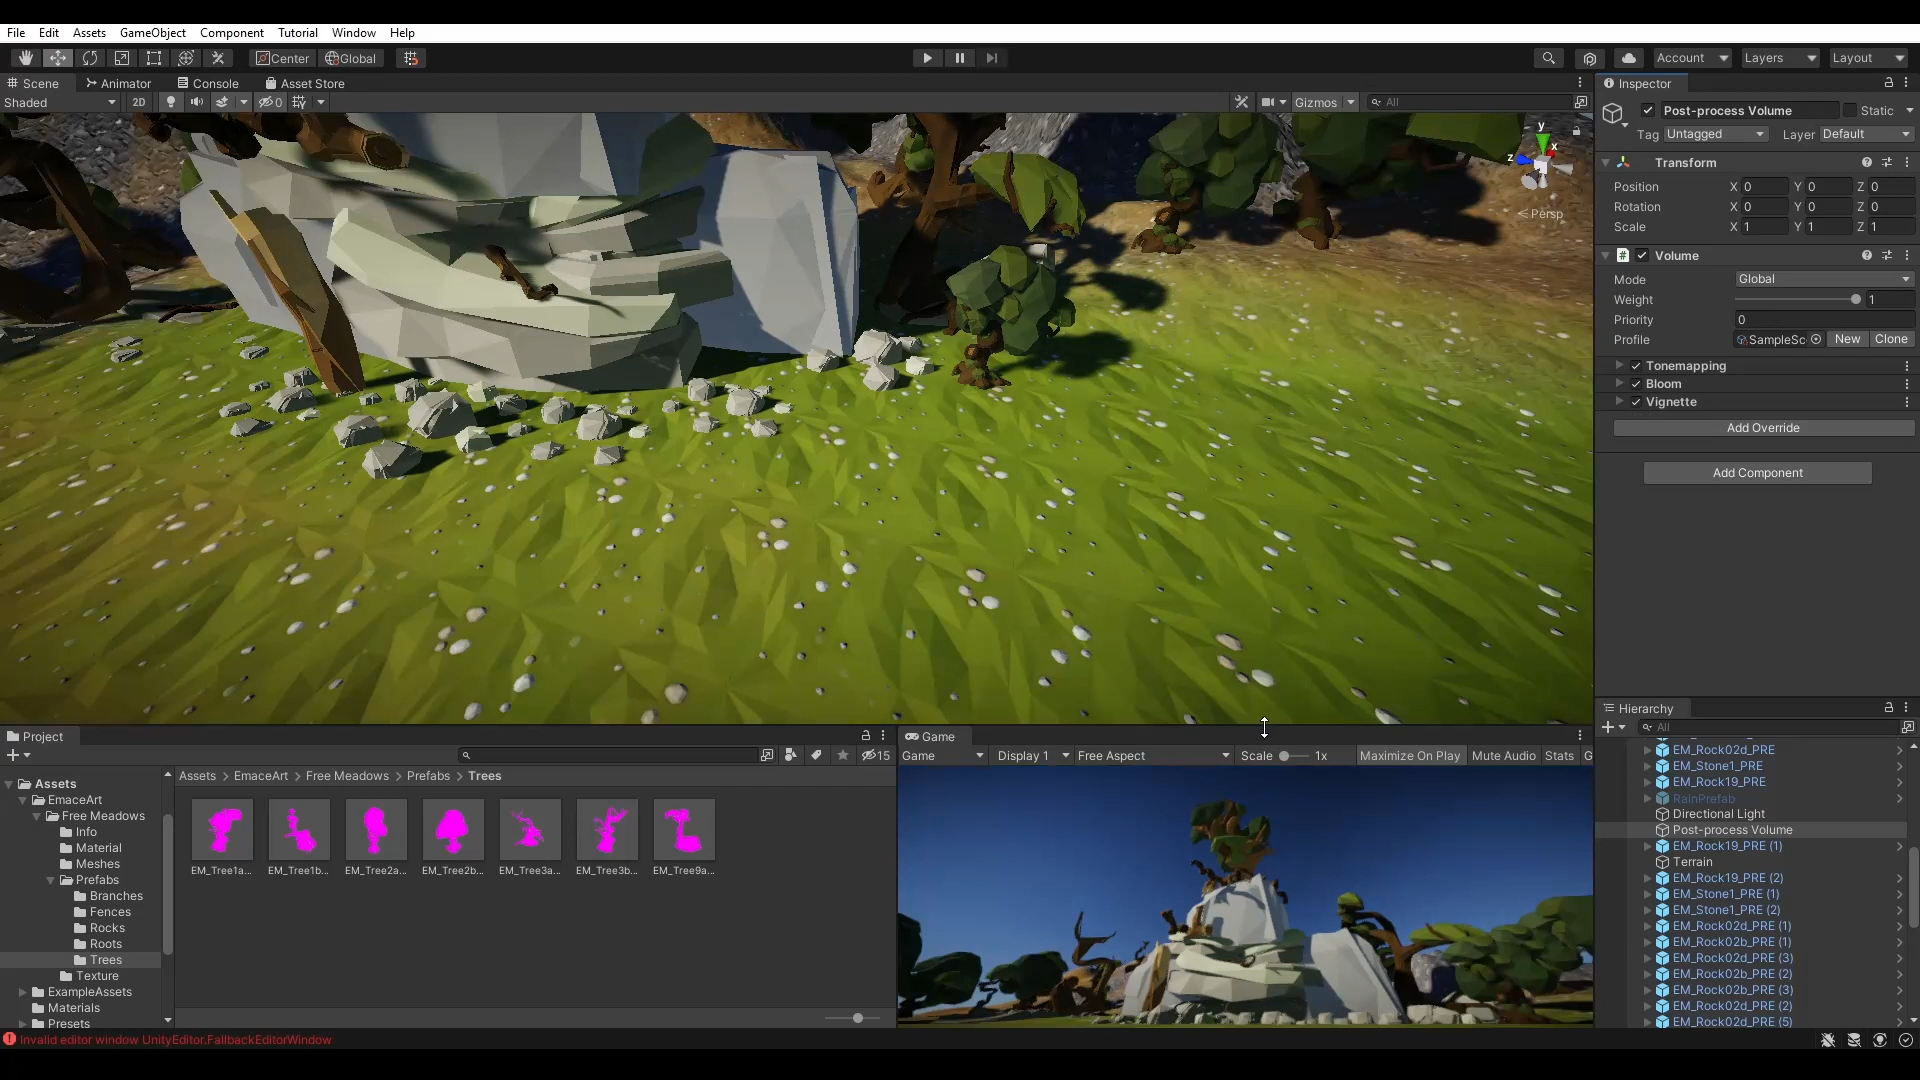 File Edit Assets GameObject Component Tutorial Window Help
Center Global Account Layers Layout
Scene Animator Console Asset Store
Shaded 2D 0 Gizmos All
y
x
z
Persp
Inspector
Post-process Volume Static
Tag Untagged Layer Default
Transform
Position X 0 Y 0 Z 0
Rotation X 0 Y 0 Z 0
Scale X 1 Y 1 Z 1
Volume
Mode Global
Weight 1
Priority 0
Profile SampleSc New Clone
Tonemapping
Bloom
Vignette
Add Override
Add Component
Project
15
Assets
EmaceArt
Free Meadows
Info
Material
Meshes
Prefabs
Branches
Fences
Rocks
Roots
Trees
Texture
ExampleAssets
Materials
Presets
Assets > EmaceArt > Free Meadows > Prefabs > Trees
EM_Tree1a... EM_Tree1b... EM_Tree2a... EM_Tree2b... EM_Tree3a... EM_Tree3b... EM_Tree9a...
Game
Game Display 1 Free Aspect Scale 1x Maximize On Play Mute Audio Stats G
Hierarchy
All
EM_Rock02d_PRE
EM_Stone1_PRE
EM_Rock19_PRE
RainPrefab
Directional Light
Post-process Volume
EM_Rock19_PRE (1)
Terrain
EM_Rock19_PRE (2)
EM_Stone1_PRE (1)
EM_Stone1_PRE (2)
EM_Rock02d_PRE (1)
EM_Rock02b_PRE (1)
EM_Rock02d_PRE (3)
EM_Rock02b_PRE (2)
EM_Rock02b_PRE (3)
EM_Rock02d_PRE (2)
EM_Rock02d_PRE (5)
Invalid editor window UnityEditor.FallbackEditorWindow